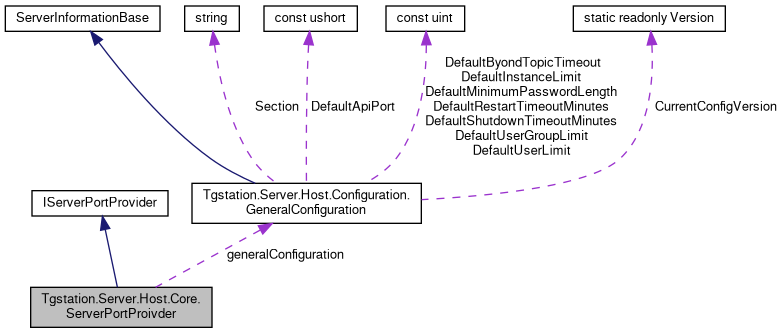 ServerInformationBase
string
const ushort
const uint
static readonly Version
Section
DefaultApiPort
DefaultByondTopicTimeout
DefaultInstanceLimit
DefaultMinimumPasswordLength
DefaultRestartTimeoutMinutes
DefaultShutdownTimeoutMinutes
DefaultUserGroupLimit
DefaultUserLimit
CurrentConfigVersion
IServerPortProvider
Tgstation.Server.Host.Configuration.
GeneralConfiguration
generalConfiguration
Tgstation.Server.Host.Core.
ServerPortProivder